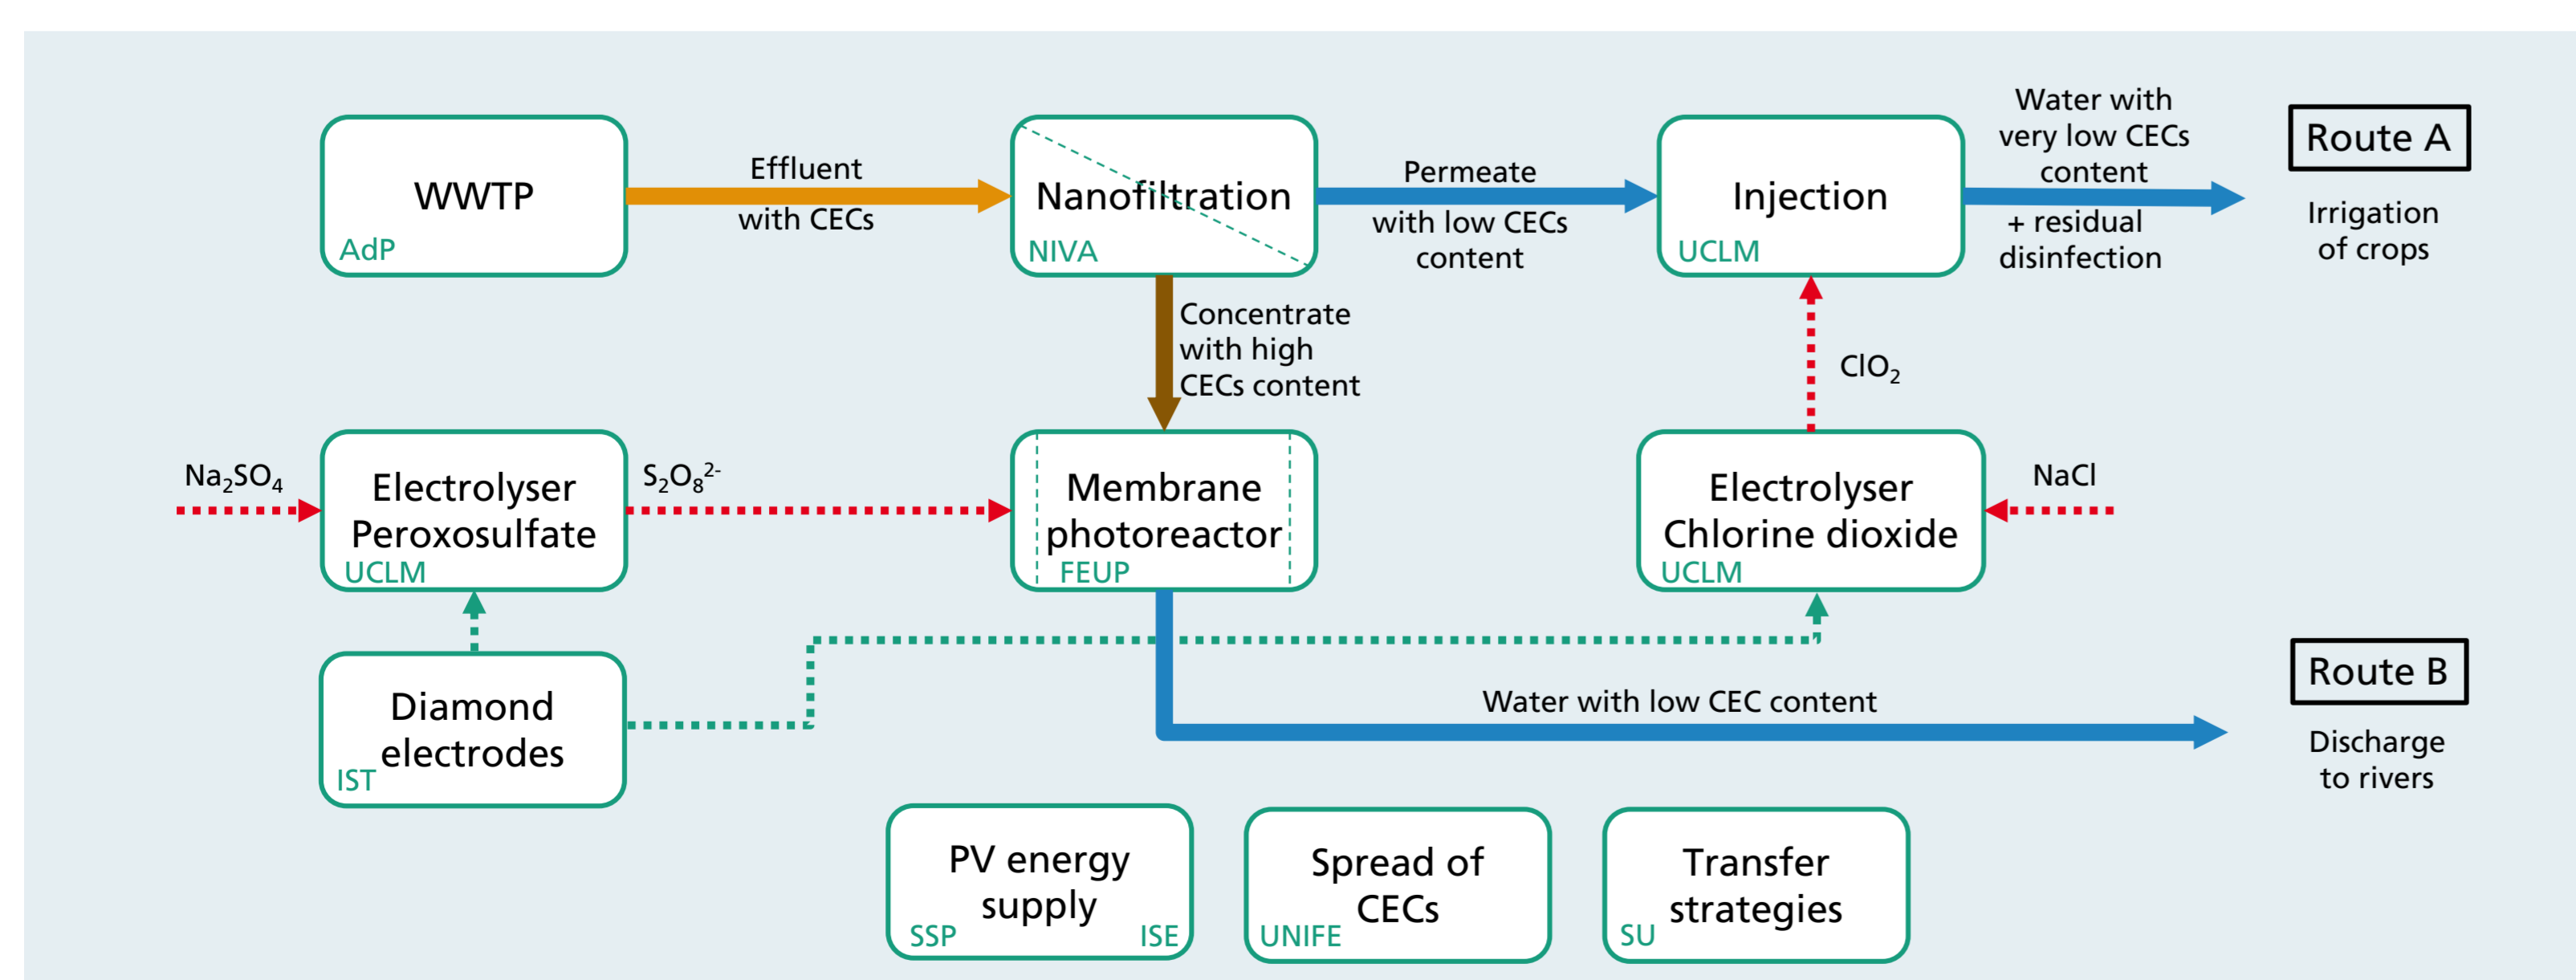 WWTP
AdP
Effluent
with CECs
Nanofiltration
NIVA
Permeate
with low CECs
content
Injection
UCLM
Water with
very low CECs
content
+ residual
disinfection
Route A
Irrigation
of crops
Concentrate
with high
CECs content
ClO₂
Na₂SO₄
Electrolyser
Peroxosulfate
UCLM
S₂O₈²⁻
Membrane
photoreactor
FEUP
Electrolyser
Chlorine dioxide
UCLM
NaCl
Diamond
electrodes
IST
Water with low CEC content
Route B
Discharge
to rivers
PV energy
supply
SSP ISE
Spread of
CECs
UNIFE
Transfer
strategies
SU